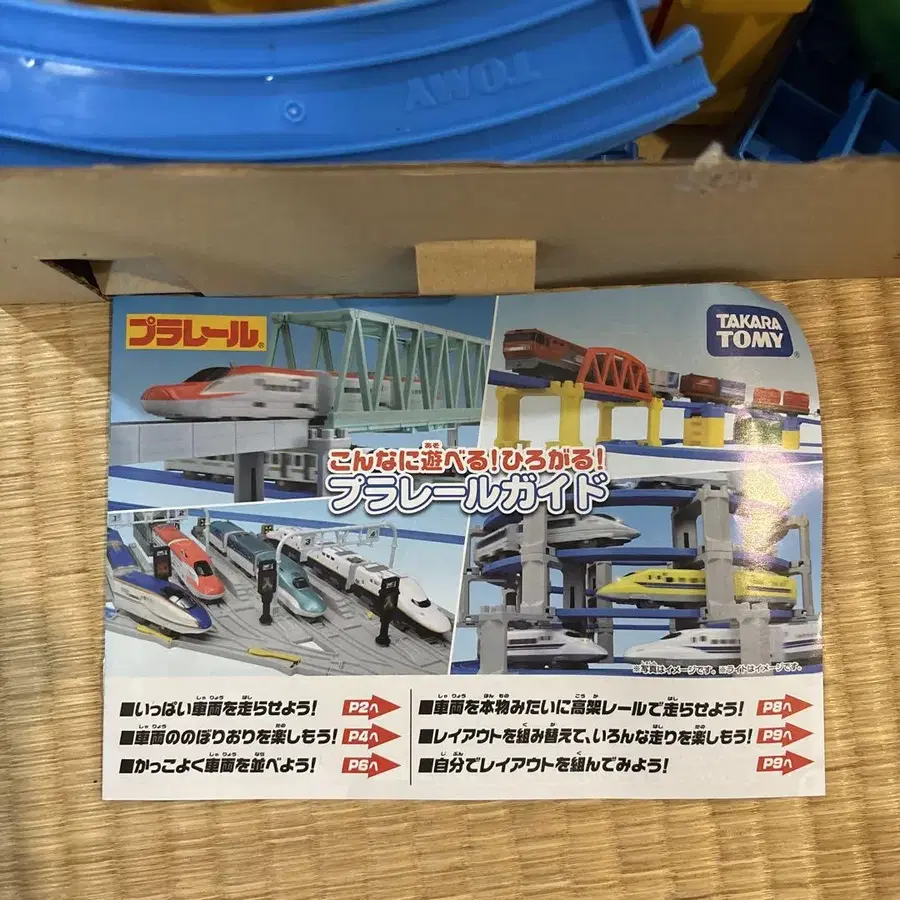 TOMY
プラレール®
TAKARA
TOMY®
こんなに遊べる!ひろがる!
あそ
プラレールガイド
※写真はイメージです。※ライトはイメージです。
■いっぱい車両を走らせよう! P2へ
■車両ののぼりおりを楽しもう! P4へ
■かっこよく車両を並べよう! P6へ
■車両を本物みたいに高架レールで走らせよう! P8へ
■レイアウトを組み替えて、いろんな走りを楽しもう! P9へ
■自分でレイアウトを組んでみよう! P9へ